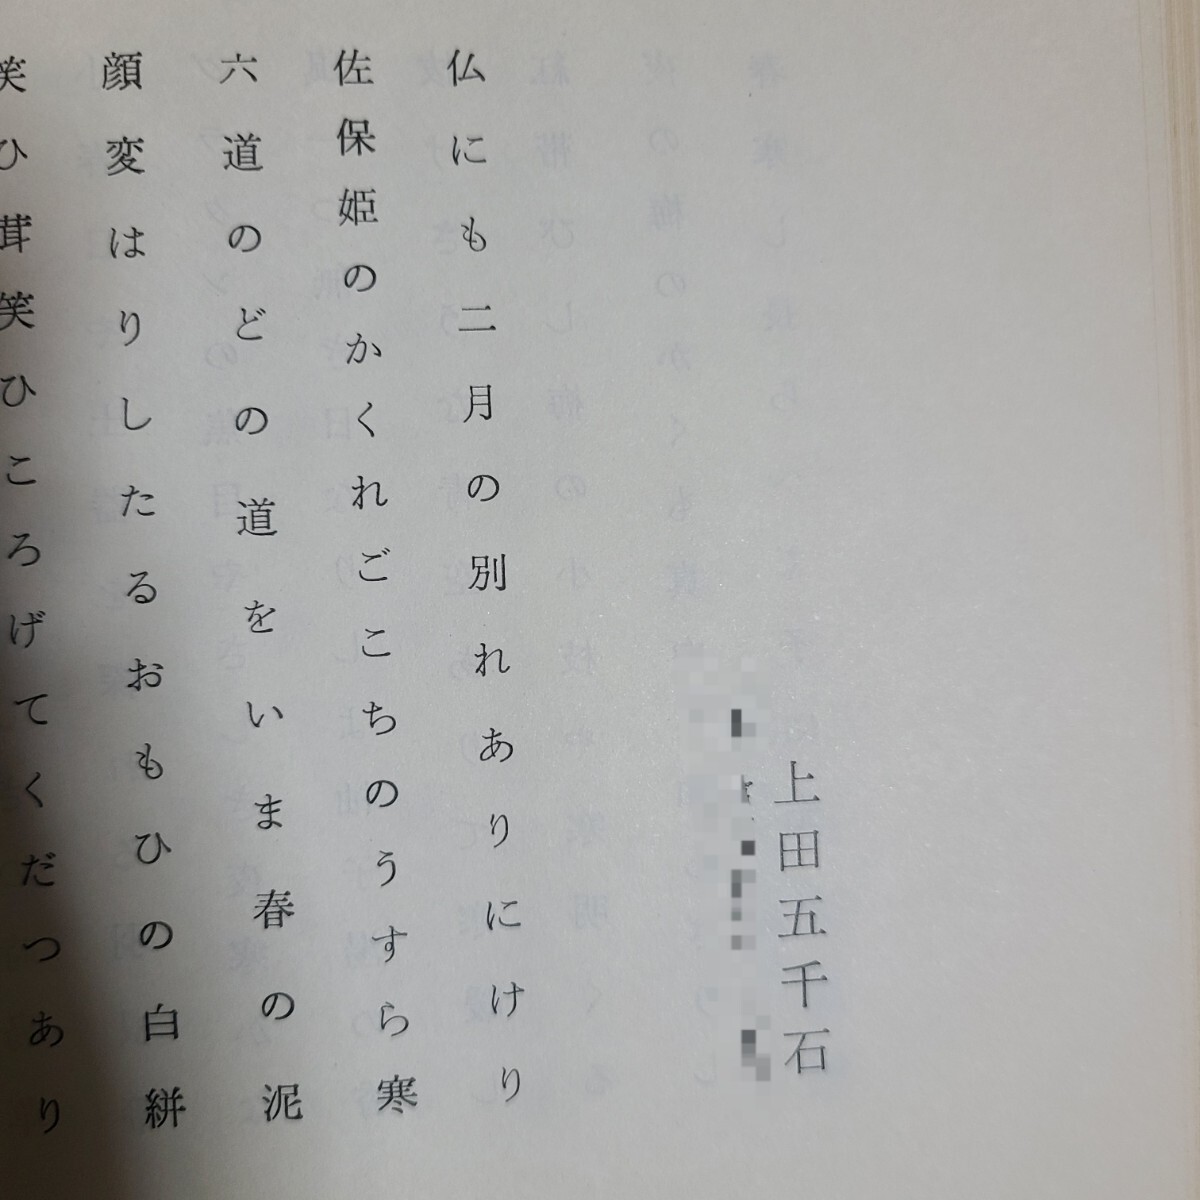 上田五千石
仏にも二月の別れありにけり
佐保姫のかくれごこちのうすら寒
六道のどの道をいま春の泥
顔変はりしたるおもひの白絣
笑ひ茸笑ひころげてくだつあり